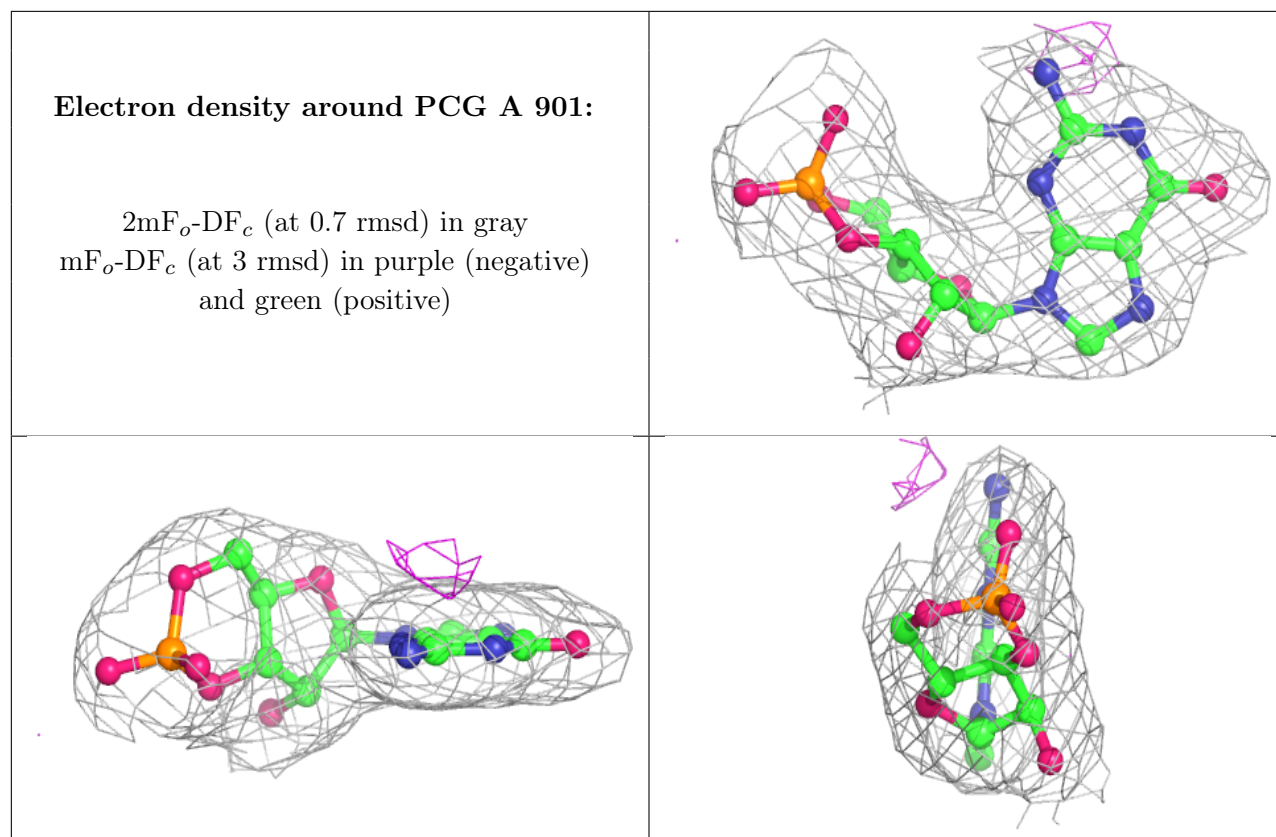 Electron density around PCG A 901:
2mFo-DFc (at 0.7 rmsd) in gray
mFo-DFc (at 3 rmsd) in purple (negative)
and green (positive)